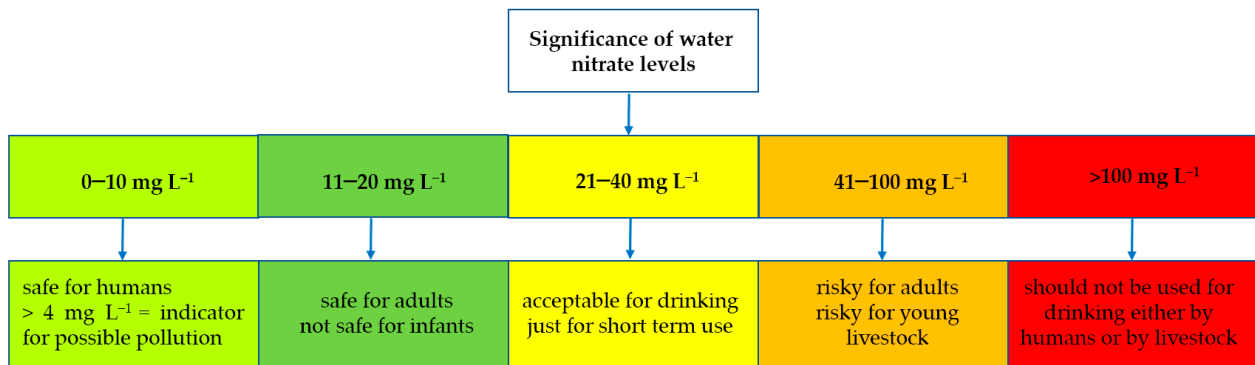 Significance of water
nitrate levels
0–10 mg L⁻¹
11–20 mg L⁻¹
21–40 mg L⁻¹
41–100 mg L⁻¹
>100 mg L⁻¹
safe for humans
> 4 mg L⁻¹ = indicator
for possible pollution
safe for adults
not safe for infants
acceptable for drinking
just for short term use
risky for adults
risky for young
livestock
should not be used for
drinking either by
humans or by livestock